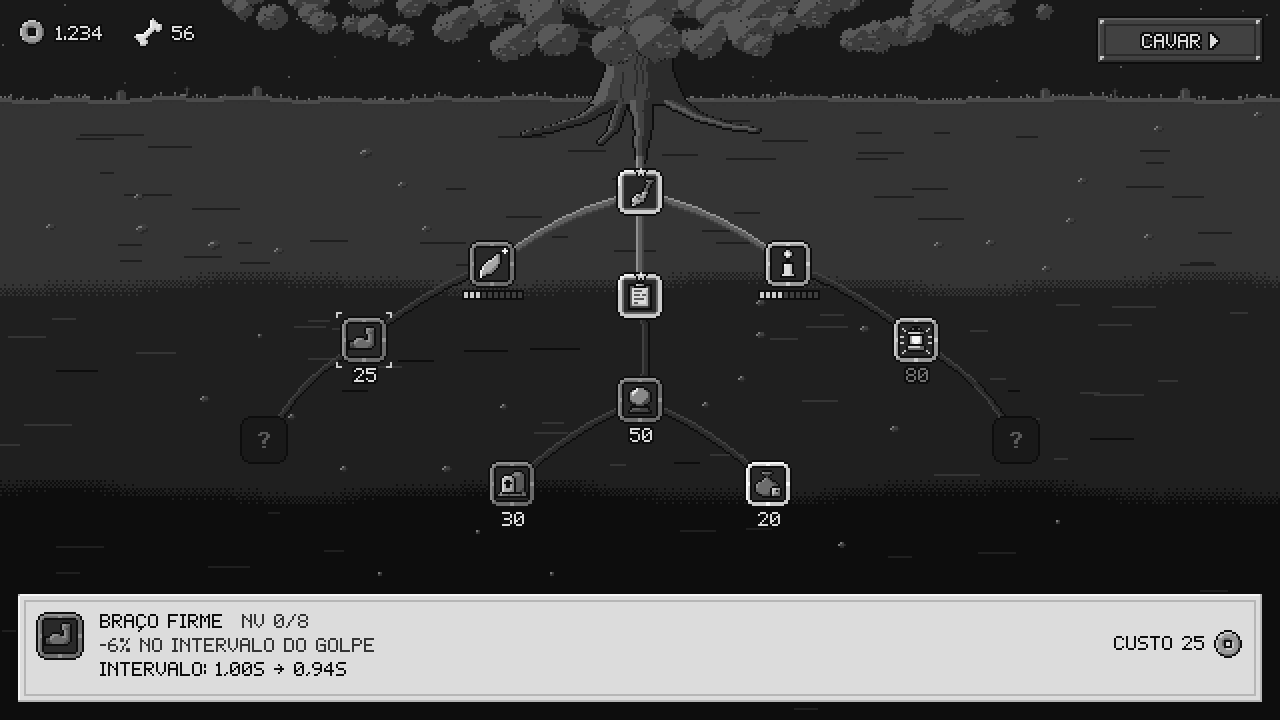 1.234
56
CAVAR
25
80
?
?
50
30
20
BRAÇO FIRME NV 0/8
-6% NO INTERVALO DO GOLPE
INTERVALO: 1.00S → 0.94S
CUSTO 25